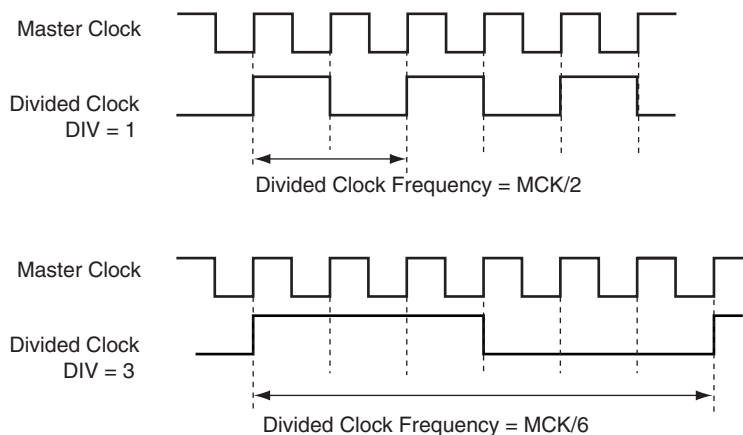 Master Clock
Divided Clock
DIV = 1
Divided Clock Frequency = MCK/2
Master Clock
Divided Clock
DIV = 3
Divided Clock Frequency = MCK/6